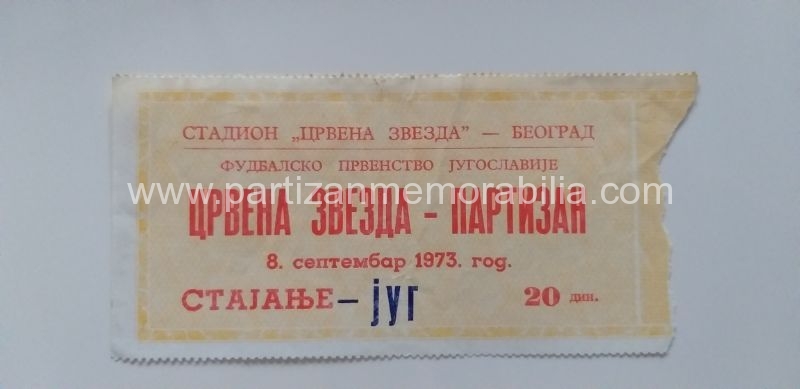 СТАДИОН „ЦРВЕНА ЗВЕЗДА” — БЕОГРАД
ФУДБАЛСКО ПРВЕНСТВО ЈУГОСЛАВИЈЕ
www.partizanmemorabilia.com
ЦРВЕНА ЗВЕЗДА - ПАРТИЗАН
8. септембар 1973. год.
СТАЈАЊЕ – југ 20 дин.